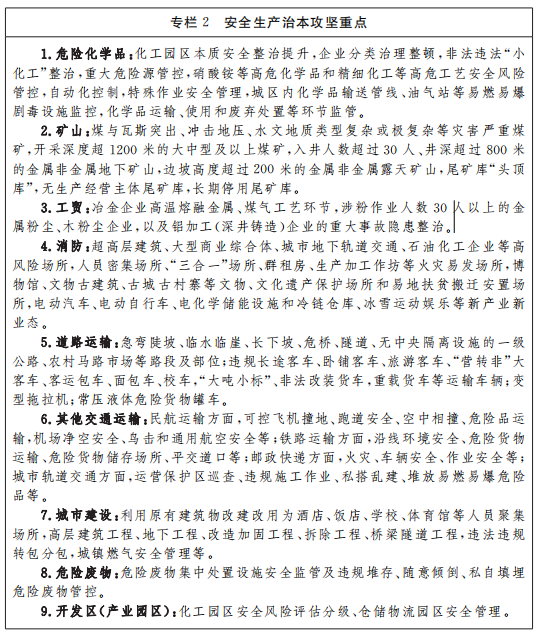 专栏 2　安全生产治本攻坚重点
1. 危险化学品：化工园区本质安全整治提升，企业分类治理整顿，非法违法“小
化工”整治，重大危险源管控，硝酸铵等高危化学品和精细化工等高危工艺安全风险
管控，自动化控制，特殊作业安全管理，城区内化学品输送管线、油气站等易燃易爆
剧毒设施监控，化学品运输、使用和废弃处置等环节监管。
2. 矿山：煤与瓦斯突出、冲击地压、水文地质类型复杂或极复杂等灾害严重煤
矿，开采深度超 1200 米的大中型及以上煤矿，入井人数超过 30 人、井深超过 800 米
的金属非金属地下矿山，边坡高度超过 200 米的金属非金属露天矿山，尾矿库“头顶
库”，无生产经营主体尾矿库，长期停用尾矿库。
3. 工贸：冶金企业高温熔融金属、煤气工艺环节，涉粉作业人数 30 人以上的金
属粉尘、木粉尘企业，以及铝加工（深井铸造）企业的重大事故隐患整治。
4. 消防：超高层建筑、大型商业综合体、城市地下轨道交通、石油化工企业等高
风险场所，人员密集场所、“三合一”场所、群租房、生产加工作坊等火灾易发场所，博
物馆、文物古建筑、古城古村寨等文物、文化遗产保护场所和易地扶贫搬迁安置场
所，电动汽车、电动自行车、电化学储能设施和冷链仓库、冰雪运动娱乐等新产业新
业态。
5. 道路运输：急弯陡坡、临水临崖、长下坡、危桥、隧道、无中央隔离设施的一级
公路、农村马路市场等路段及部位；违规长途客车、卧铺客车、旅游客车、“营转非”大
客车、客运包车、面包车、校车，“大吨小标”、非法改装货车，重载货车等运输车辆；变
型拖拉机；常压液体危险货物罐车。
6. 其他交通运输：民航运输方面，可控飞机撞地、跑道安全、空中相撞、危险品运
输，机场净空安全、鸟击和通用航空安全等；铁路运输方面，沿线环境安全、危险货物
运输、危险货物储存场所、平交道口等；邮政快递方面，火灾、车辆安全、作业安全等；
城市轨道交通方面，运营保护区巡查、违规施工作业、私搭乱建、堆放易燃易爆危险
品等。
7. 城市建设：利用原有建筑物改建改用为酒店、饭店、学校、体育馆等人员聚集
场所，高层建筑工程、地下工程、改造加固工程、拆除工程、桥梁隧道工程，违法违规
转包分包，城镇燃气安全管理等。
8. 危险废物：危险废物集中处置设施安全监管及违规堆存、随意倾倒、私自填埋
危险废物管控。
9. 开发区（产业园区）：化工园区安全风险评估分级、仓储物流园区安全管理。